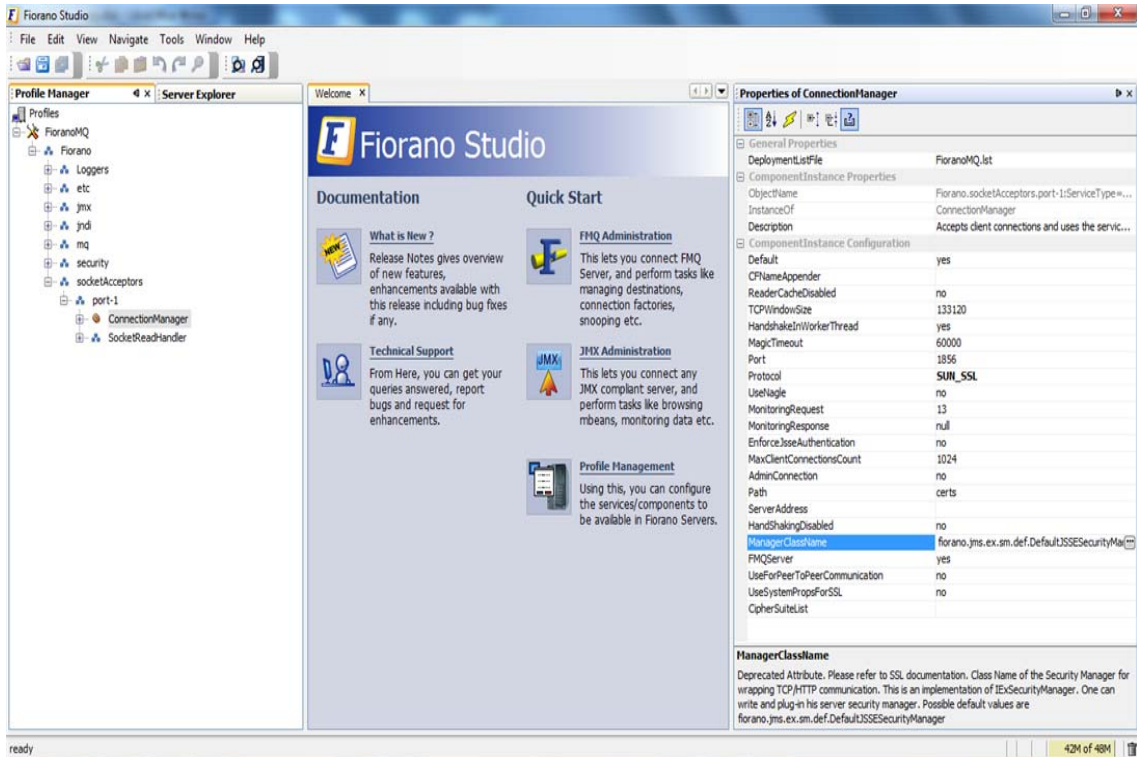 Fiorano Studio
File Edit View Navigate Tools Window Help
Profile Manager
Server Explorer
Profiles
FioranoMQ
Fiorano
Loggers
etc
jmx
jndi
mq
security
socketAcceptors
port-1
ConnectionManager
SocketReadHandler
Welcome
Fiorano Studio
Documentation
What is New ?
Release Notes gives overview
of new features,
enhancements available with
this release including bug fixes
if any.
Technical Support
From Here, you can get your
queries answered, report
bugs and request for
enhancements.
Quick Start
FMQ Administration
This lets you connect FMQ
Server, and perform tasks like
managing destinations,
connection factories,
snooping etc.
JMX
JMX Administration
This lets you connect any
JMX compliant server, and
perform tasks like browsing
mbeans, monitoring data etc.
Profile Management
Using this, you can configure
the services/components to
be available in Fiorano Servers.
Properties of ConnectionManager
General Properties
DeploymentListFile FioranoMQ.lst
ComponentInstance Properties
ObjectName Fiorano.socketAcceptors.port-1:ServiceType=...
InstanceOf ConnectionManager
Description Accepts client connections and uses the servic...
ComponentInstance Configuration
Default yes
CFNameAppender
ReaderCacheDisabled no
TCPWindowSize 133120
HandshakeInWorkerThread yes
MagicTimeout 60000
Port 1856
Protocol SUN_SSL
UseNagle no
MonitoringRequest 13
MonitoringResponse null
EnforceJsseAuthentication no
MaxClientConnectionsCount 1024
AdminConnection no
Path certs
ServerAddress
HandShakingDisabled no
ManagerClassName fiorano.jms.ex.sm.def.DefaultJSSESecurityMa
FMQServer yes
UseForPeerToPeerCommunication no
UseSystemPropsForSSL no
CipherSuiteList
ManagerClassName
Deprecated Attribute. Please refer to SSL documentation. Class Name of the Security Manager for
wrapping TCP/HTTP communication. This is an implementation of IExSecurityManager. One can
write and plug-in his server security manager. Possible default values are
fiorano.jms.ex.sm.def.DefaultJSSESecurityManager
ready
42M of 48M